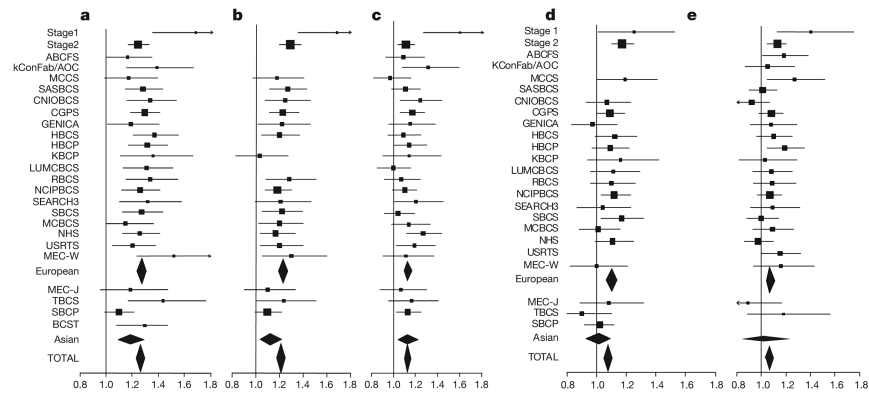 a b c
Stage1
Stage2
ABCFS
kConFab/AOC
MCCS
SASBCS
CNIOBCS
CGPS
GENICA
HBCS
HBCP
KBCP
LUMCBCS
RBCS
NCIPBCS
SEARCH3
SBCS
MCBCS
NHS
USRTS
MEC-W
European
MEC-J
TBCS
SBCP
BCST
Asian
TOTAL
0.8 1.0 1.2 1.4 1.6 1.8 0.8 1.0 1.2 1.4 1.6 1.8 0.8 1.0 1.2 1.4 1.6 1.8
d e
Stage 1
Stage 2
ABCFS
KConFab/AOC
MCCS
SASBCS
CNIOBCS
CGPS
GENICA
HBCS
HBCP
KBCP
LUMCBCS
RBCS
NCIPBCS
SEARCH3
SBCS
MCBCS
NHS
USRTS
MEC-W
European
MEC-J
TBCS
SBCP
Asian
TOTAL
0.8 1.0 1.2 1.4 1.6 0.8 1.0 1.2 1.4 1.6 1.8